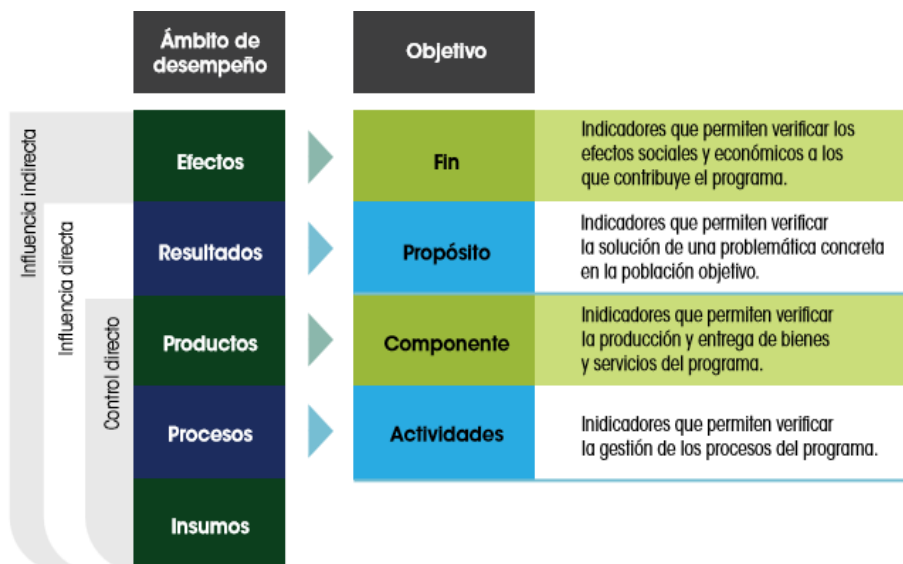 Ámbito de
desempeño
Objetivo
Influencia indirecta
Influencia directa
Control directo
Efectos
Fin
Indicadores que permiten verificar los
efectos sociales y económicos a los
que contribuye el programa.
Resultados
Propósito
Indicadores que permiten verificar
la solución de una problemática concreta
en la población objetivo.
Productos
Componente
Inidicadores que permiten verificar
la producción y entrega de bienes
y servicios del programa.
Procesos
Actividades
Inidicadores que permiten verificar
la gestión de los procesos del programa.
Insumos